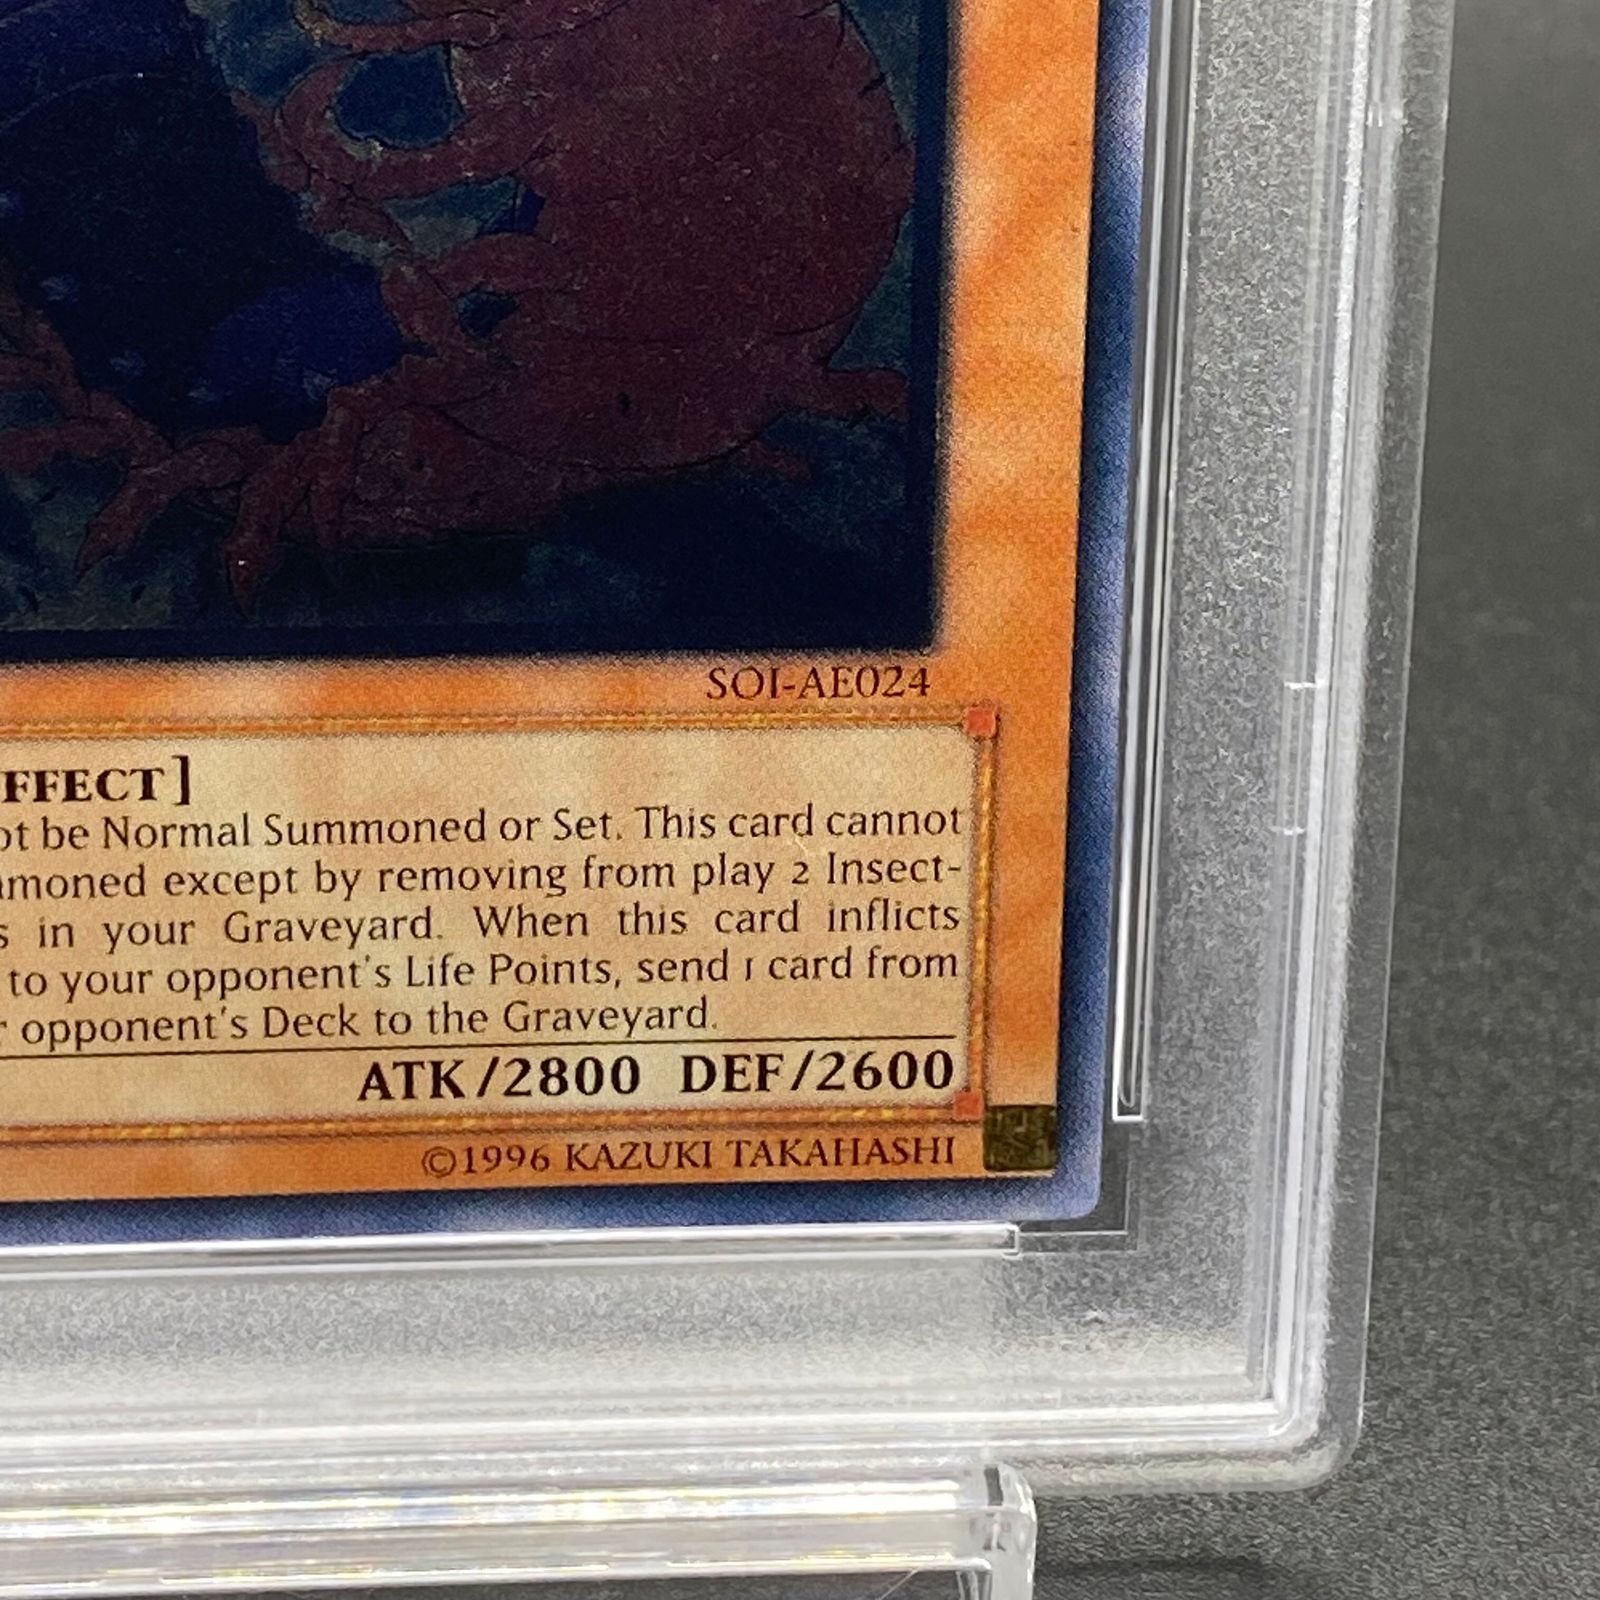 SOI-AE024
FFECT]
ot be Normal Summoned or Set. This card cannot
mmoned except by removing from play 2 Insect-
s in your Graveyard. When this card inflicts
to your opponent's Life Points, send 1 card from
r opponent's Deck to the Graveyard.
ATK/2800 DEF/2600
©1996 KAZUKI TAKAHASHI